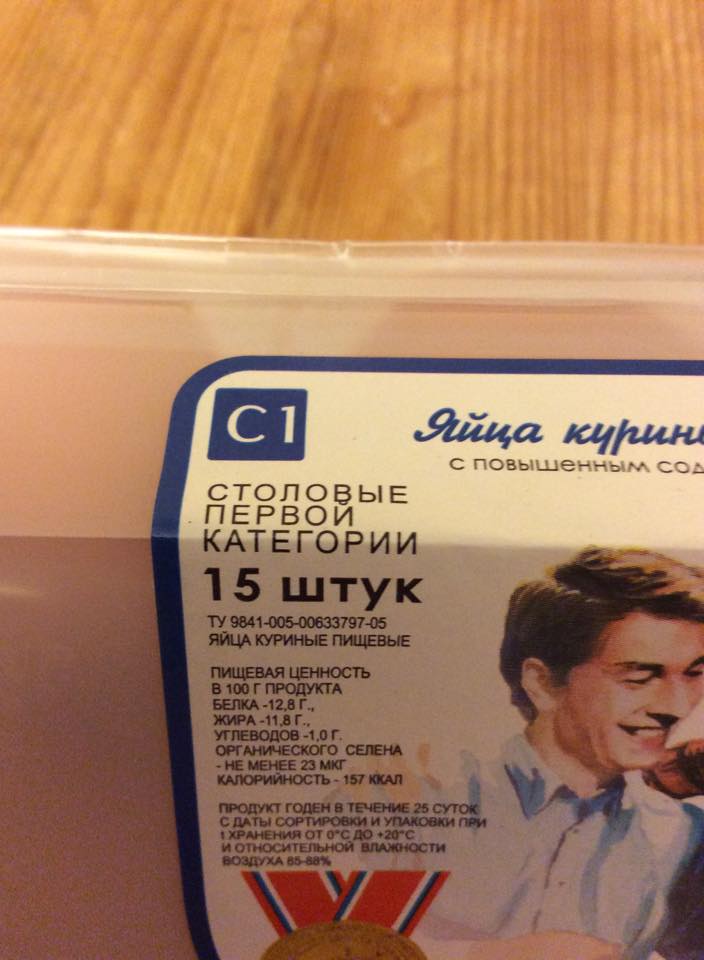 С1
Яйца курины
с повышенным сод
СТОЛОВЫЕ
ПЕРВОЙ
КАТЕГОРИИ
15 штук
ТУ 9841-005-00633797-05
ЯЙЦА КУРИНЫЕ ПИЩЕВЫЕ
ПИЩЕВАЯ ЦЕННОСТЬ
В 100 Г ПРОДУКТА
БЕЛКА -12,8 Г.,
ЖИРА -11,8 Г.,
УГЛЕВОДОВ -1,0 Г.
ОРГАНИЧЕСКОГО СЕЛЕНА
- НЕ МЕНЕЕ 23 МКГ
КАЛОРИЙНОСТЬ - 157 ККАЛ
ПРОДУКТ ГОДЕН В ТЕЧЕНИЕ 25 СУТОК
С ДАТЫ СОРТИРОВКИ И УПАКОВКИ ПРИ
t ХРАНЕНИЯ ОТ 0°С ДО +20°С
И ОТНОСИТЕЛЬНОЙ ВЛАЖНОСТИ
ВОЗДУХА 85-88%